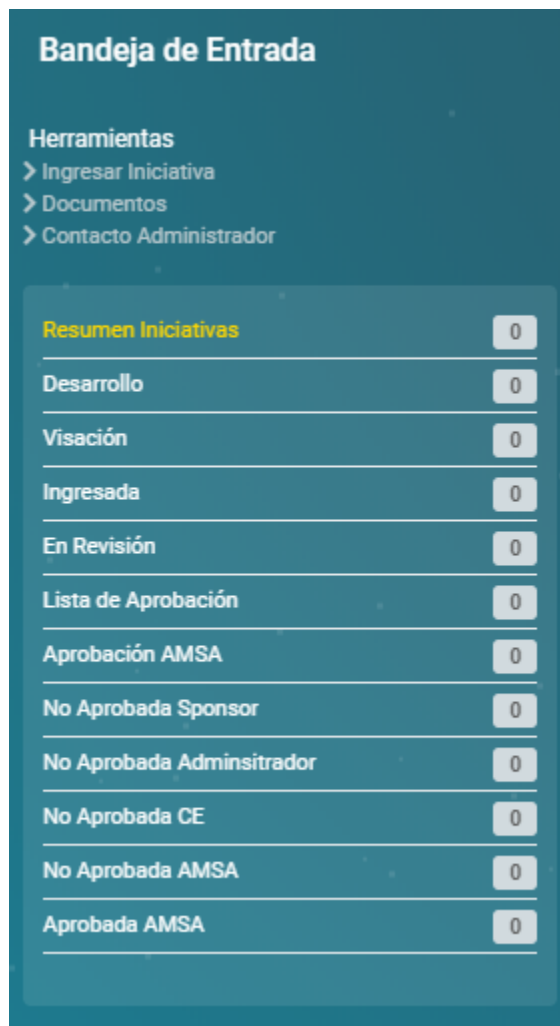 Bandeja de Entrada
Herramientas
Ingresar Iniciativa
Documentos
Contacto Administrador
Resumen Iniciativas 0
Desarrollo 0
Visación 0
Ingresada 0
En Revisión 0
Lista de Aprobación 0
Aprobación AMSA 0
No Aprobada Sponsor 0
No Aprobada Adminsitrador 0
No Aprobada CE 0
No Aprobada AMSA 0
Aprobada AMSA 0